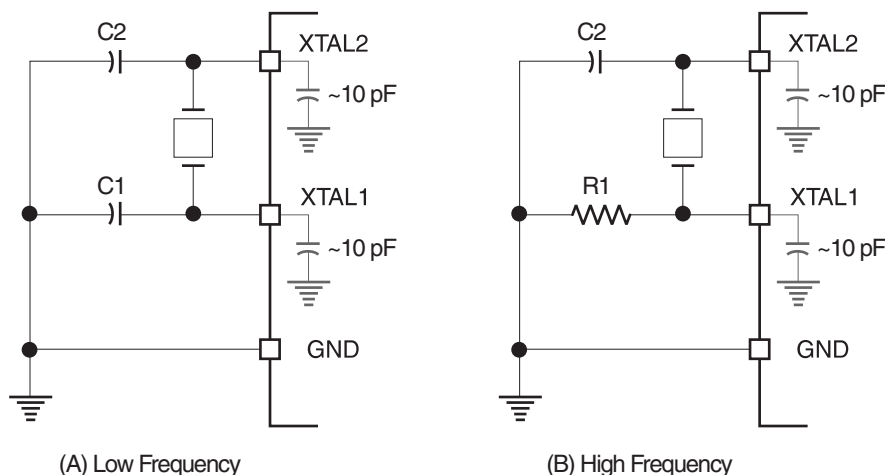 C2
XTAL2
~10 pF
C1
XTAL1
~10 pF
GND
(A) Low Frequency
C2
XTAL2
~10 pF
R1
XTAL1
~10 pF
GND
(B) High Frequency